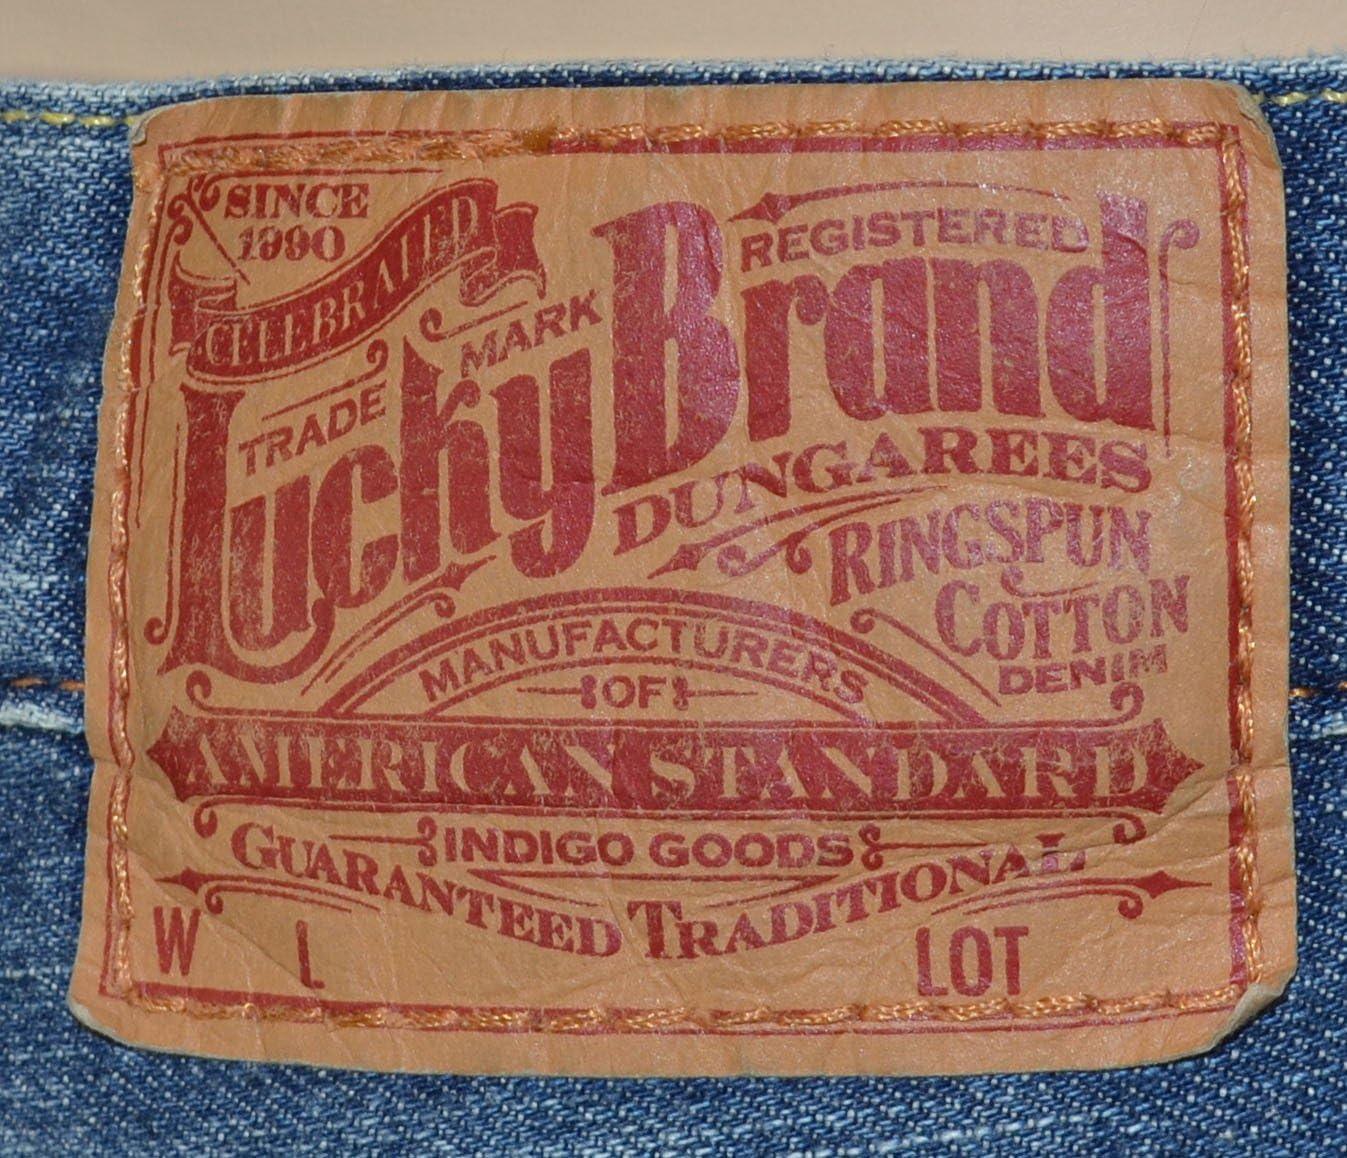 SINCE
1990
CELEBRATED
TRADE MARK
REGISTERED
Lucky Brand
DUNGAREES
RINGSPUN
COTTON
DENIM
MANUFACTURERS
OF
AMERICAN STANDARD
INDIGO GOODS
GUARANTEED TRADITIONAL
W L LOT